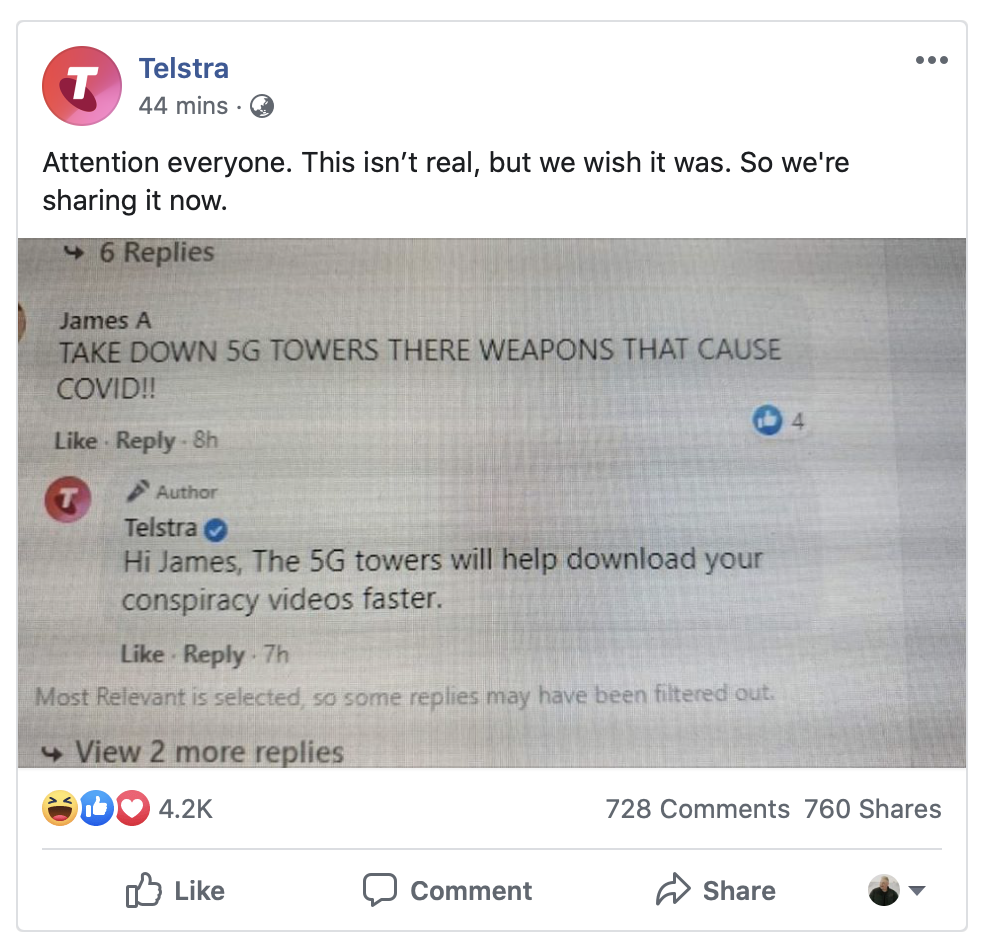 T
Telstra
44 mins ·
Attention everyone. This isn’t real, but we wish it was. So we're
sharing it now.
6 Replies
James A
TAKE DOWN 5G TOWERS THERE WEAPONS THAT CAUSE
COVID!!
4
Like · Reply · 8h
T
Author
Telstra
Hi James, The 5G towers will help download your
conspiracy videos faster.
Like · Reply · 7h
Most Relevant is selected, so some replies may have been filtered out.
View 2 more replies
4.2K 728 Comments 760 Shares
Like Comment Share